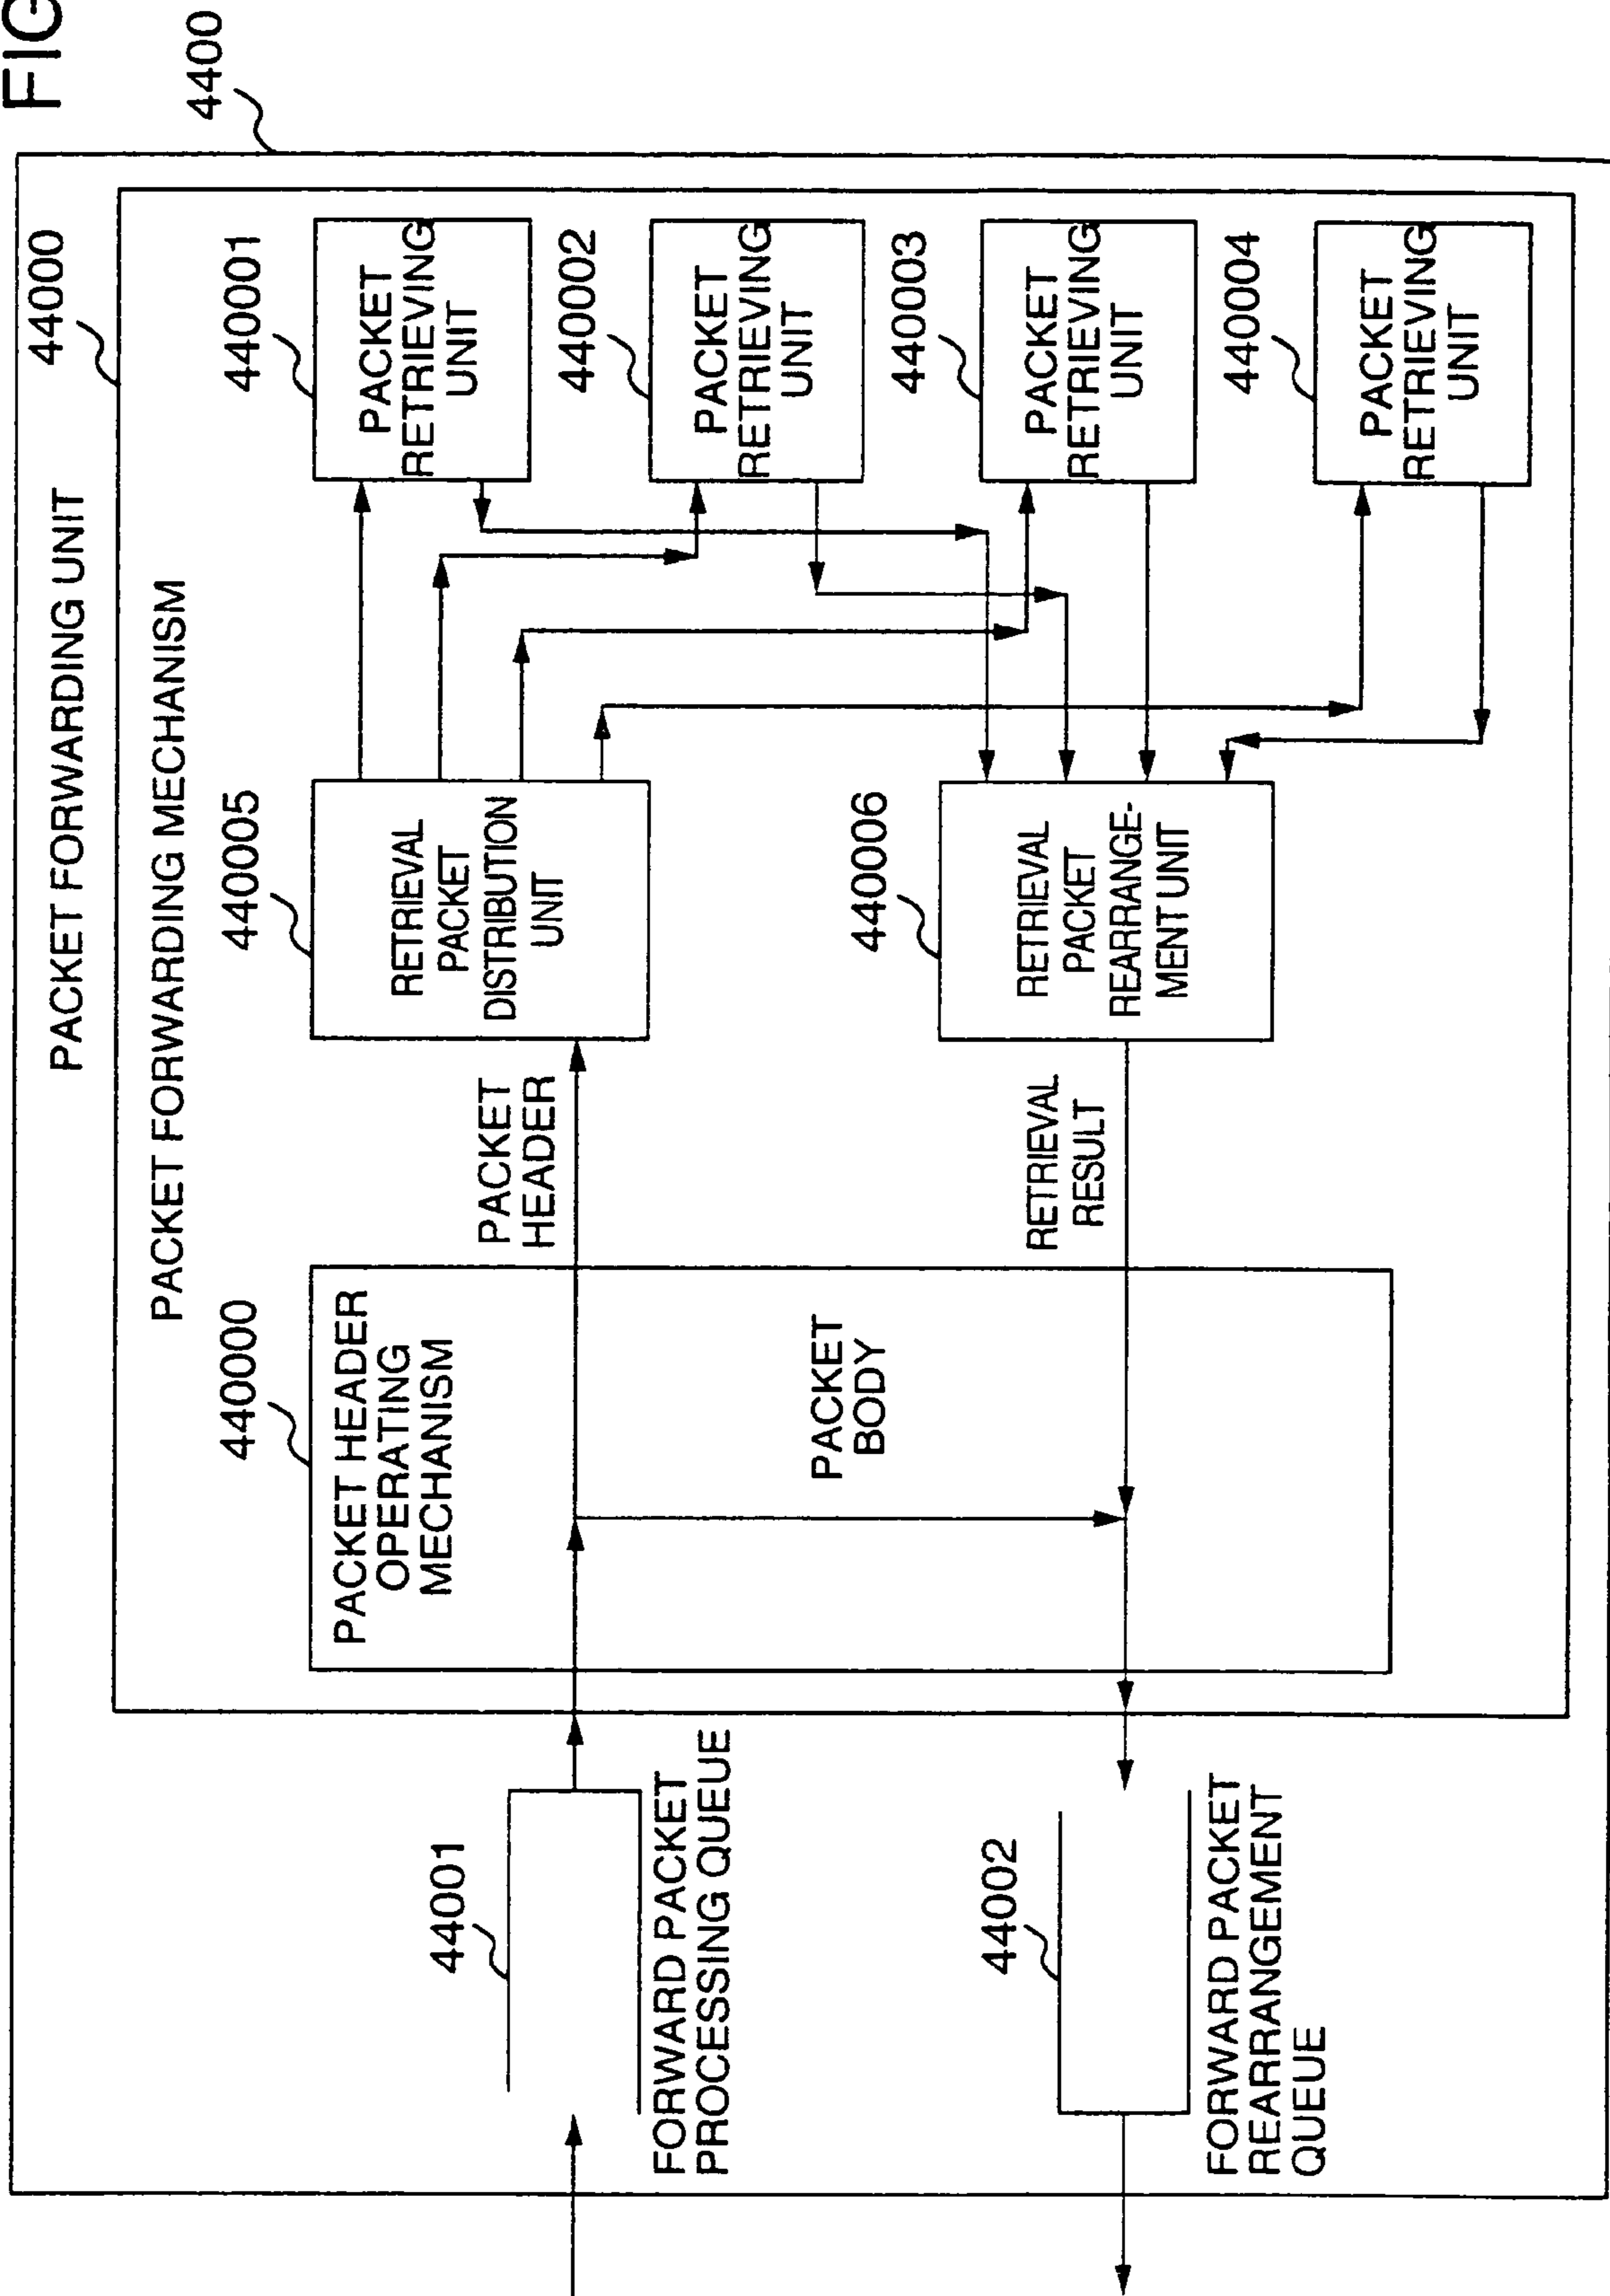 FIG
4400
PACKET FORWARDING UNIT
44000
PACKET FORWARDING MECHANISM
44001
FORWARD PACKET
PROCESSING QUEUE
44002
FORWARD PACKET
REARRANGEMENT
QUEUE
440000
PACKET HEADER
OPERATING
MECHANISM
PACKET
BODY
PACKET
HEADER
RETRIEVAL
RESULT
440005
RETRIEVAL
PACKET
DISTRIBUTION
UNIT
440006
RETRIEVAL
PACKET
REARRANGE-
MENT UNIT
440001
PACKET
RETRIEVING
UNIT
440002
PACKET
RETRIEVING
UNIT
440003
PACKET
RETRIEVING
UNIT
440004
PACKET
RETRIEVING
UNIT